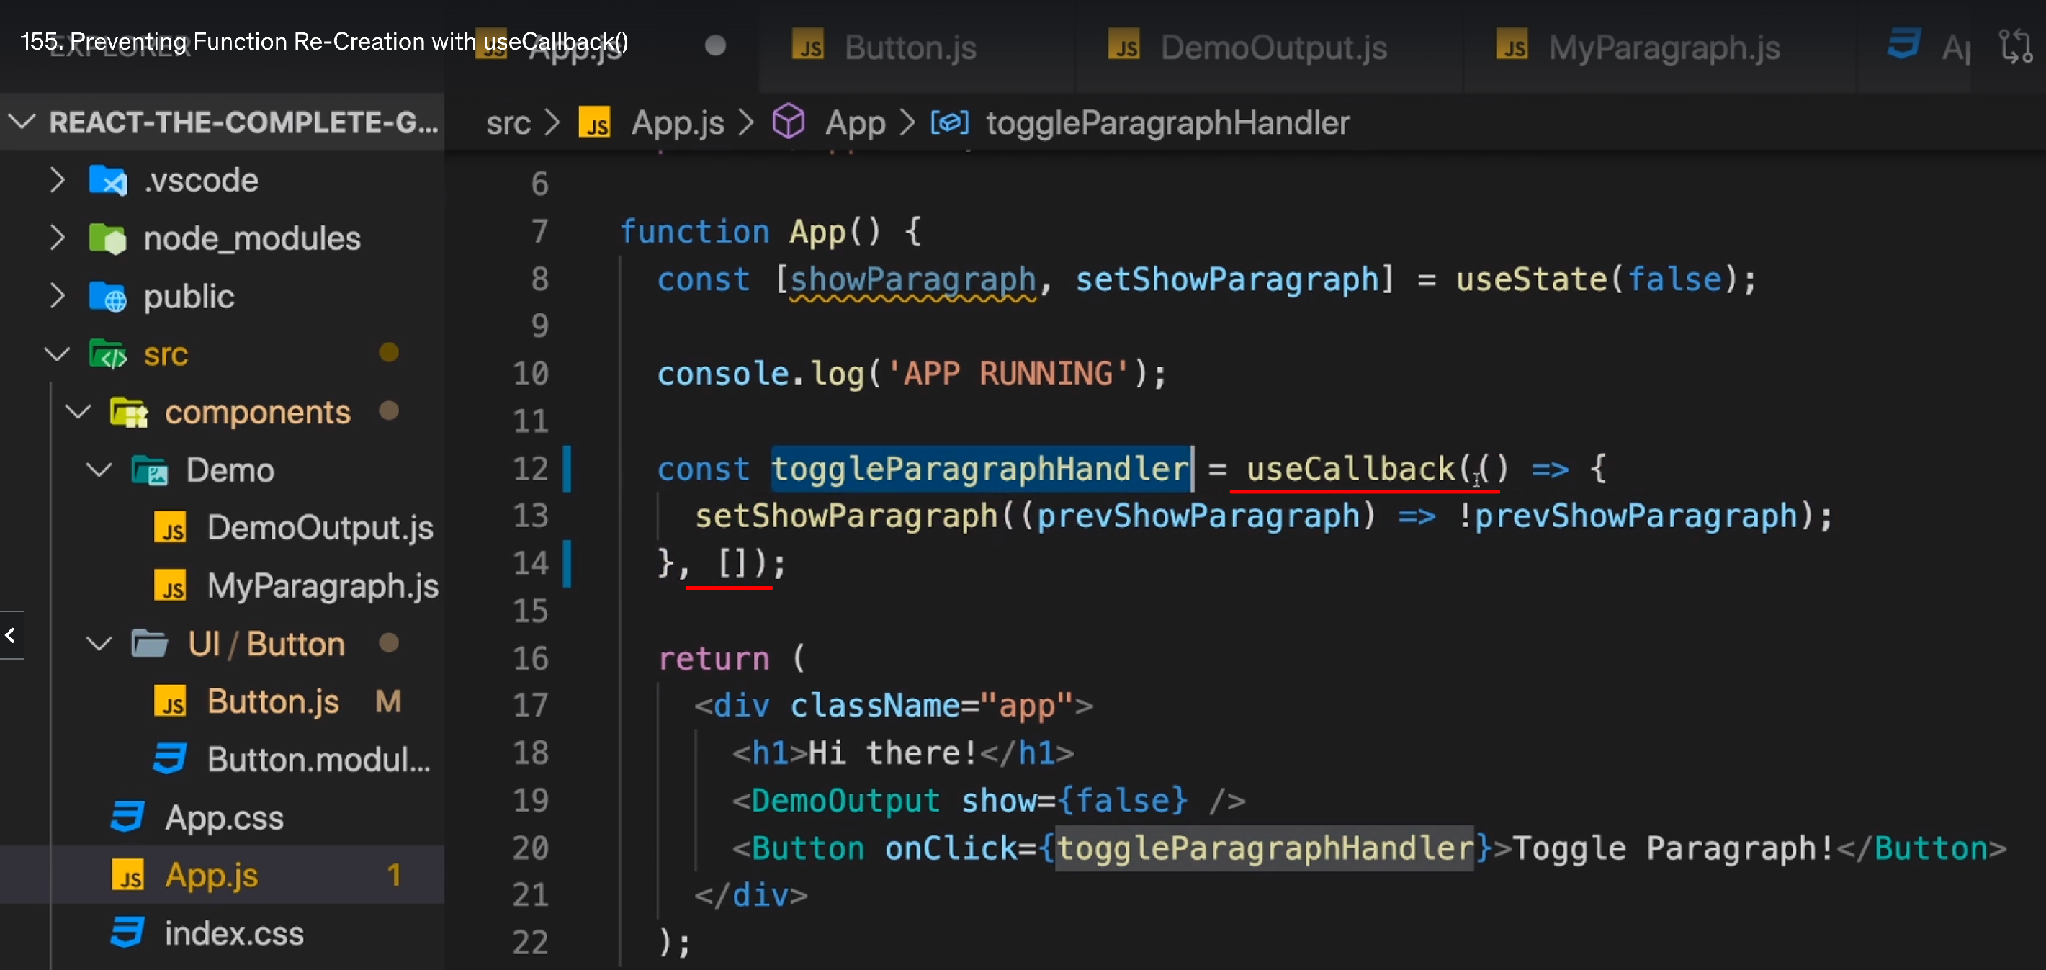 155. Preventing Function Re-Creation with useCallback()
EXPLORER
App.js
Button.js
DemoOutput.js
MyParagraph.js
REACT-THE-COMPLETE-G...
.vscode
node_modules
public
src
components
Demo
DemoOutput.js
MyParagraph.js
UI / Button
Button.js M
Button.modul...
App.css
App.js 1
index.css
src > App.js > App > toggleParagraphHandler
6
7 function App() {
8 const [showParagraph, setShowParagraph] = useState(false);
9
10 console.log('APP RUNNING');
11
12 const toggleParagraphHandler = useCallback(() => {
13 setShowParagraph((prevShowParagraph) => !prevShowParagraph);
14 }, []);
15
16 return (
17 <div className="app">
18 <h1>Hi there!</h1>
19 <DemoOutput show={false} />
20 <Button onClick={toggleParagraphHandler}>Toggle Paragraph!</Button>
21 </div>
22 );